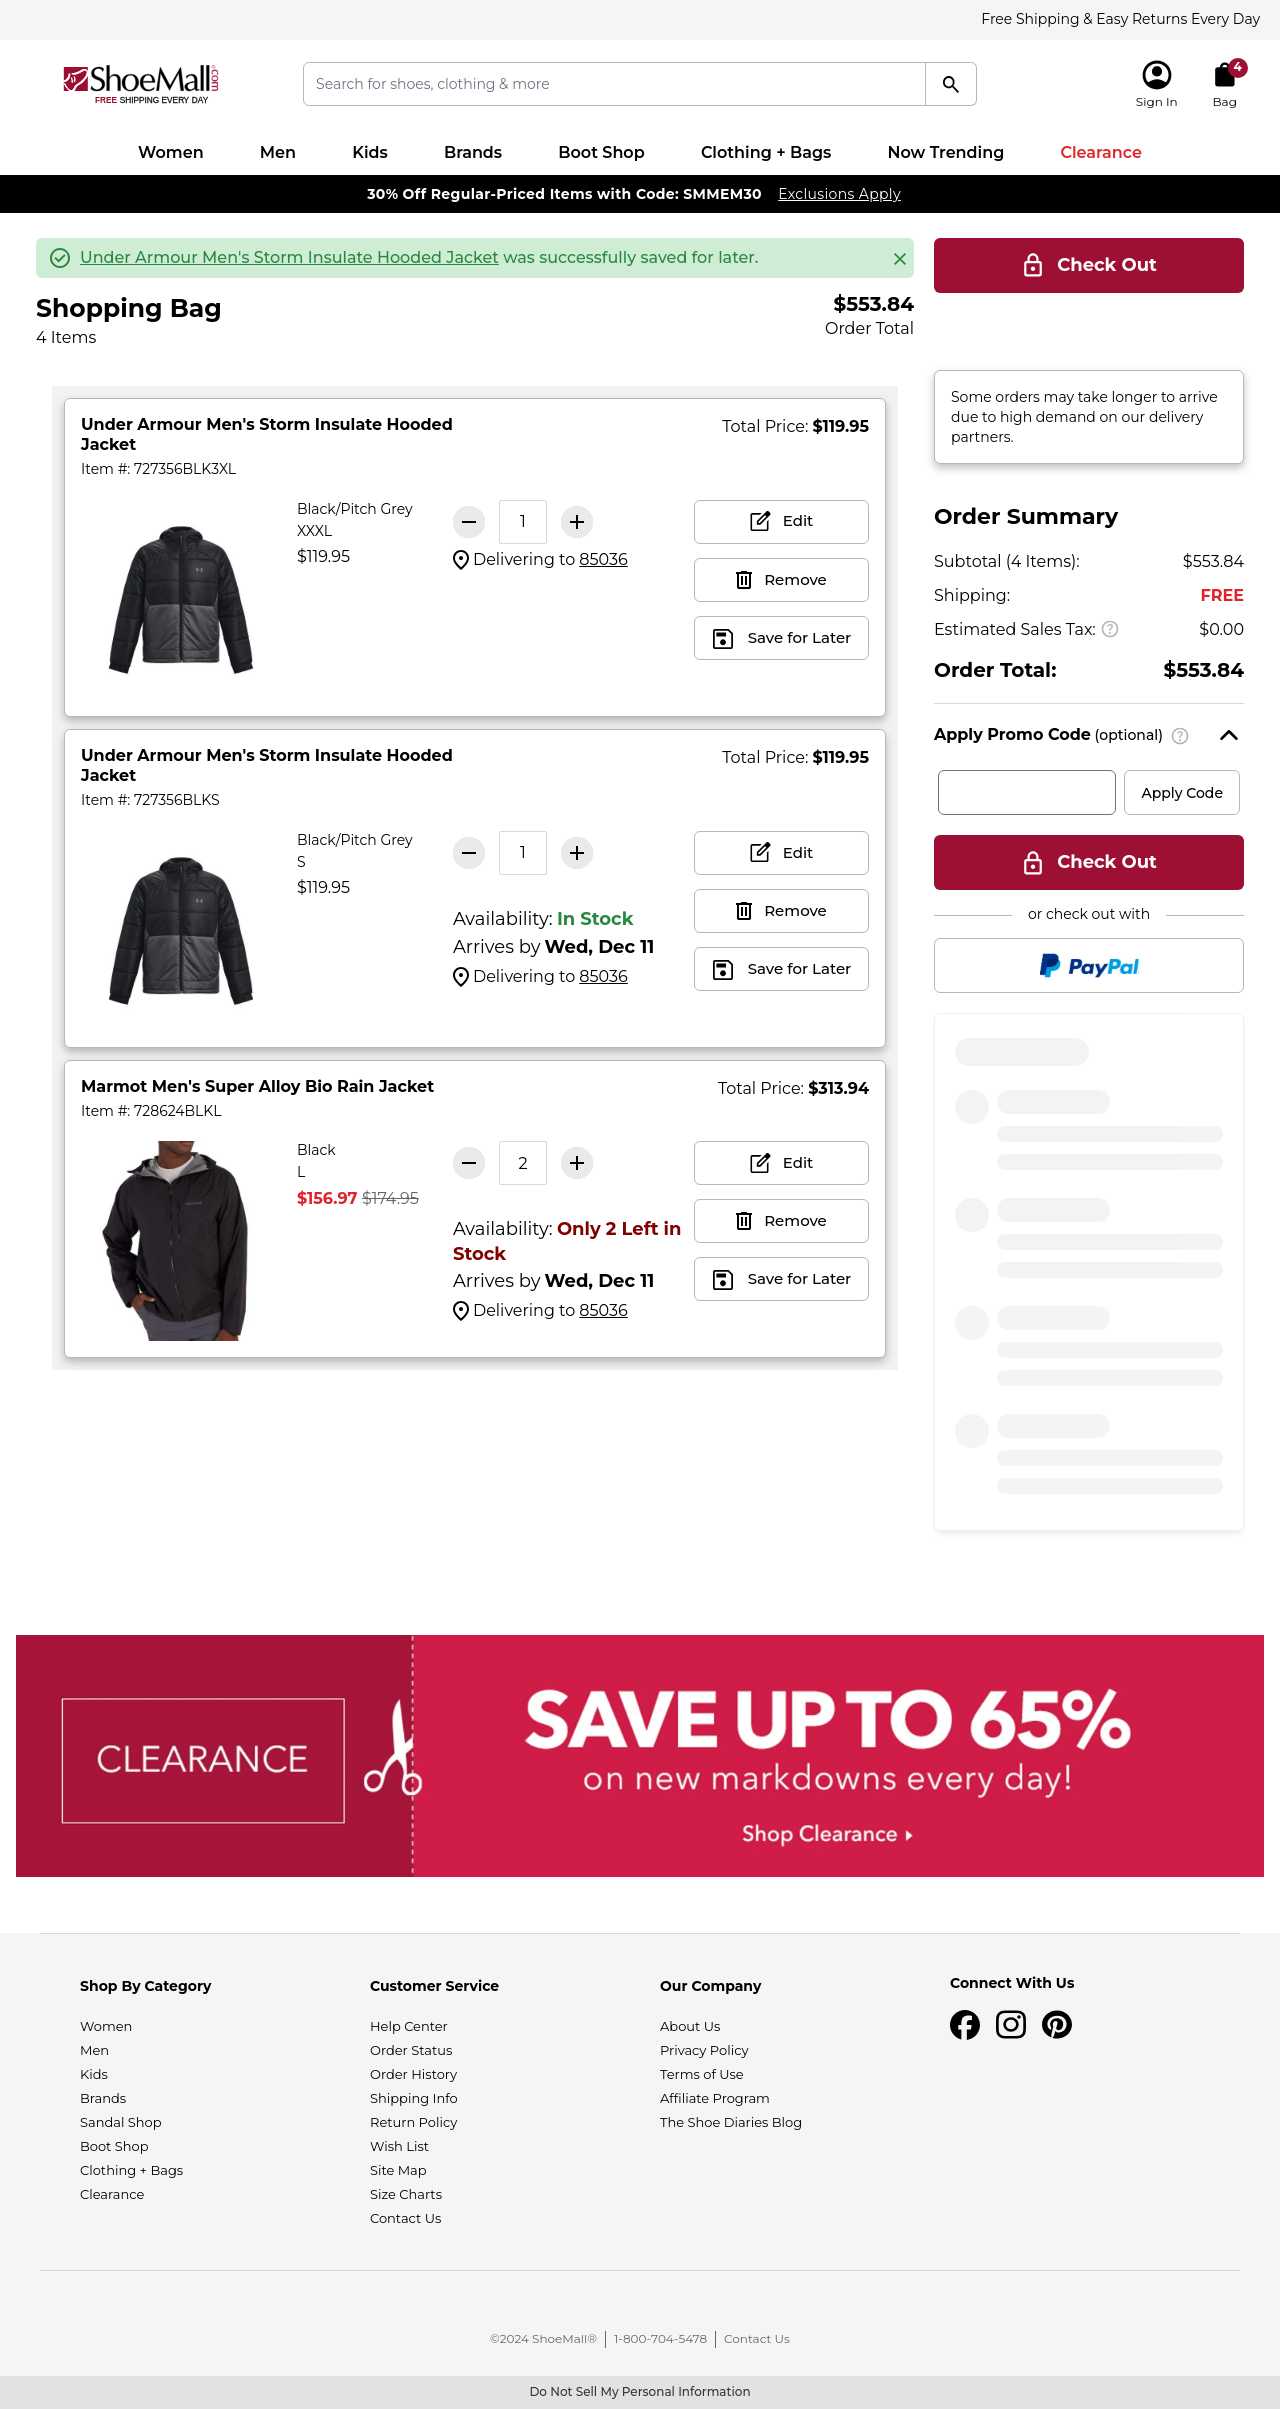 Free Shipping & Easy Returns Every Day
ShoeMall.com
FREE SHIPPING EVERY DAY
Search for shoes, clothing & more
Sign In
4
Bag
Women Men Kids Brands Boot Shop Clothing + Bags Now Trending Clearance
30% Off Regular-Priced Items with Code: SMMEM30 Exclusions Apply
Under Armour Men's Storm Insulate Hooded Jacket was successfully saved for later.
Check Out
Shopping Bag
4 Items
$553.84
Order Total
Some orders may take longer to arrive
due to high demand on our delivery
partners.
Under Armour Men's Storm Insulate Hooded
Jacket
Item #: 727356BLK3XL
Total Price: $119.95
Black/Pitch Grey
XXXL
$119.95
1
Delivering to 85036
Edit
Remove
Save for Later
Under Armour Men's Storm Insulate Hooded
Jacket
Item #: 727356BLKS
Total Price: $119.95
Black/Pitch Grey
S
$119.95
1
Availability: In Stock
Arrives by Wed, Dec 11
Delivering to 85036
Edit
Remove
Save for Later
Marmot Men's Super Alloy Bio Rain Jacket
Item #: 728624BLKL
Total Price: $313.94
Black
L
$156.97 $174.95
2
Availability: Only 2 Left in
Stock
Arrives by Wed, Dec 11
Delivering to 85036
Edit
Remove
Save for Later
Order Summary
Subtotal (4 Items): $553.84
Shipping: FREE
Estimated Sales Tax: $0.00
Order Total: $553.84
Apply Promo Code (optional)
Apply Code
Check Out
or check out with
PayPal
CLEARANCE
SAVE UP TO 65%
on new markdowns every day!
Shop Clearance
Shop By Category
Women
Men
Kids
Brands
Sandal Shop
Boot Shop
Clothing + Bags
Clearance
Customer Service
Help Center
Order Status
Order History
Shipping Info
Return Policy
Wish List
Site Map
Size Charts
Contact Us
Our Company
About Us
Privacy Policy
Terms of Use
Affiliate Program
The Shoe Diaries Blog
Connect With Us
©2024 ShoeMall® 1-800-704-5478 Contact Us
Do Not Sell My Personal Information